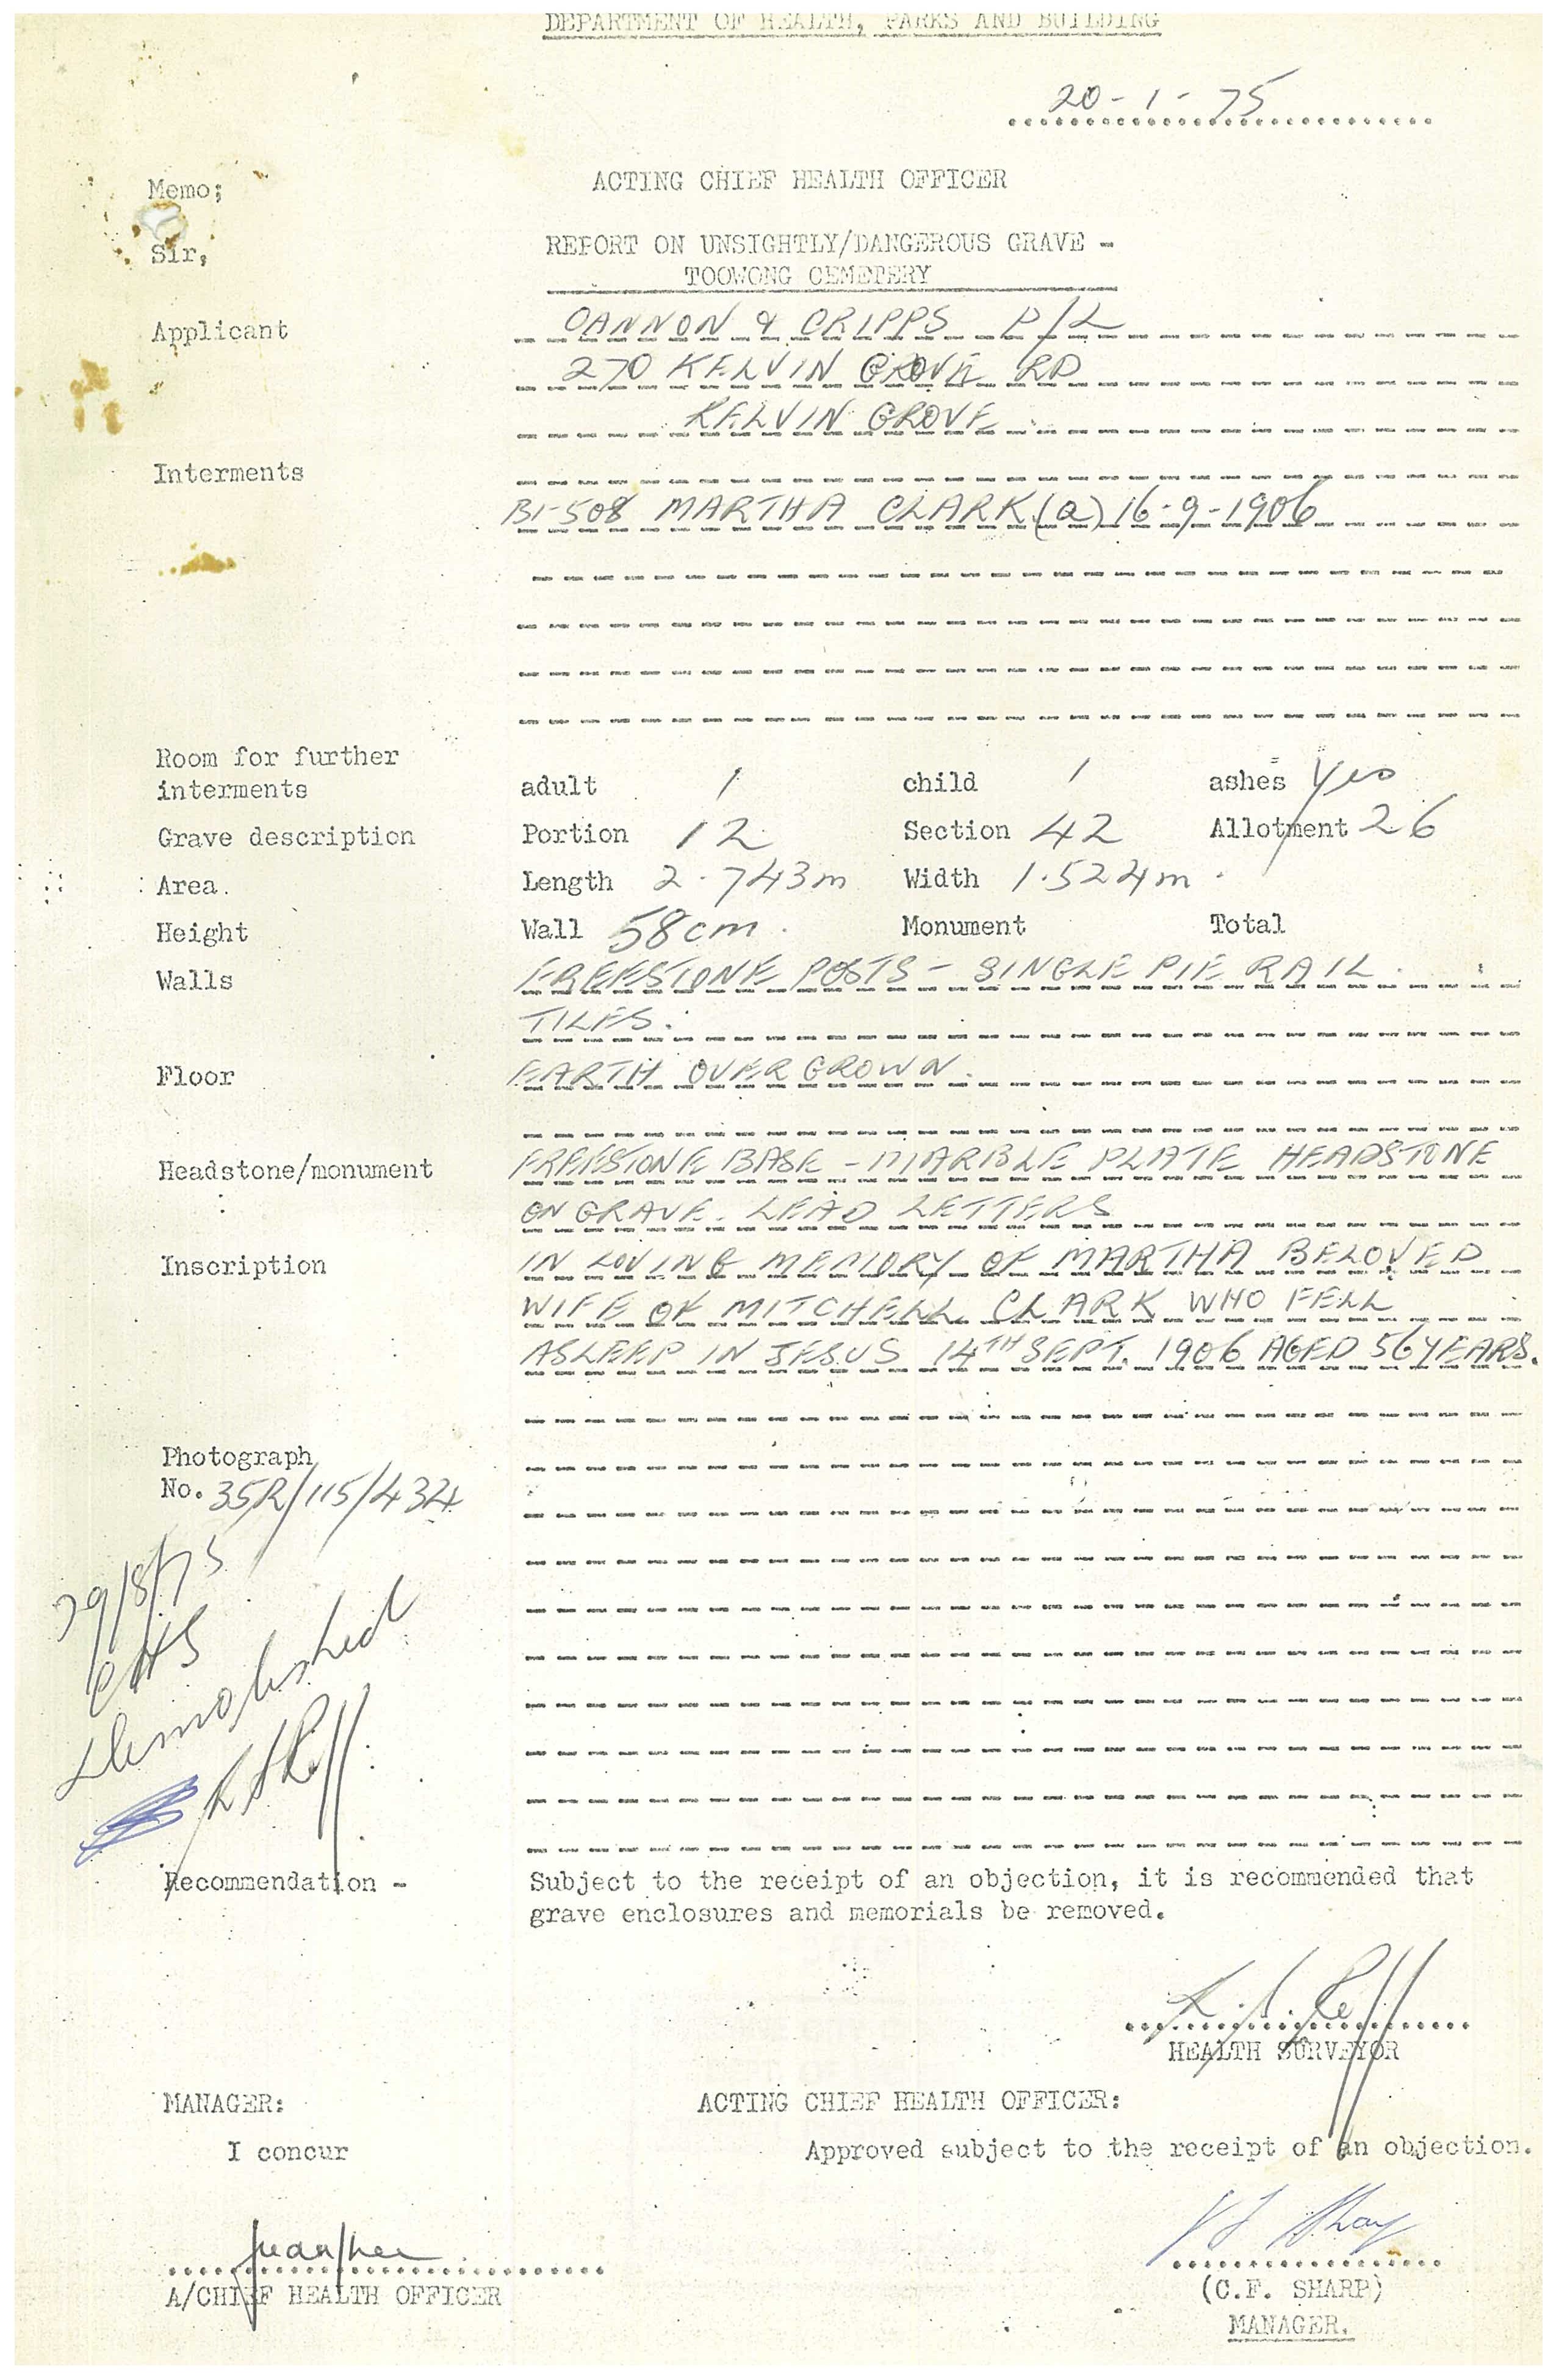 DEPARTMENT OF HEALTH, PARKS AND BUILDING
20-1-75
Memo; ACTING CHIEF HEALTH OFFICER
Sir, REPORT ON UNSIGHTLY/DANGEROUS GRAVE -
TOOWONG CEMETERY
Applicant CANNON & CRIPPS P/L
270 KELVIN GROVE RD
KELVIN GROVE
Interments
B1-508 MARTHA CLARK (a) 16-9-1906
Room for further
interments adult 1 child 1 ashes Yes
Grave description Portion 12 Section 42 Allotment 26
Area. Length 2.743m Width 1.524m.
Height Wall 58cm. Monument Total
Walls FREESTONE POSTS - SINGLE PIE RAIL.
TILES.
Floor EARTH OVERGROWN.
Headstone/monument FREESTONE BASE - MARBLE PLATE HEADSTONE
ON GRAVE. LEAD LETTERS
Inscription IN LOVING MEMORY OF MARTHA BELOVED
WIFE OF MITCHELL CLARK WHO FELL
ASLEEP IN JESUS 14TH SEPT. 1906 AGED 56 YEARS.
Photograph
No. 35R/115/434
29/8/75
CHS
Demolished
Recommendation - Subject to the receipt of an objection, it is recommended that
grave enclosures and memorials be removed.
HEALTH SURVEYOR
MANAGER: ACTING CHIEF HEALTH OFFICER:
I concur Approved subject to the receipt of an objection.
A/CHIEF HEALTH OFFICER
(C.F. SHARP)
MANAGER.